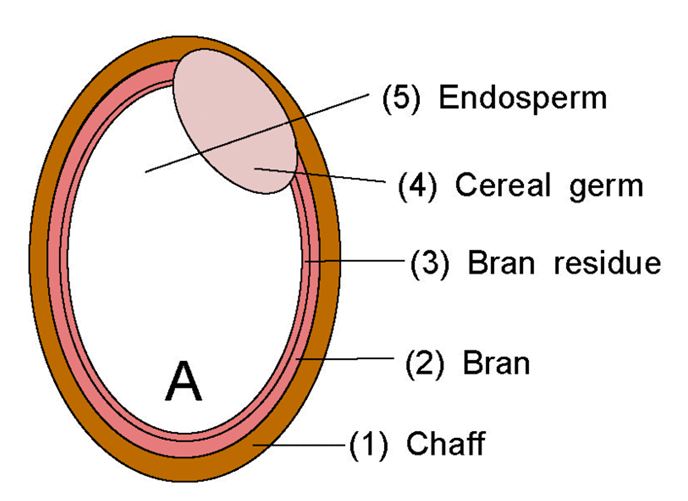 (5) Endosperm
(4) Cereal germ
(3) Bran residue
(2) Bran
A
(1) Chaff